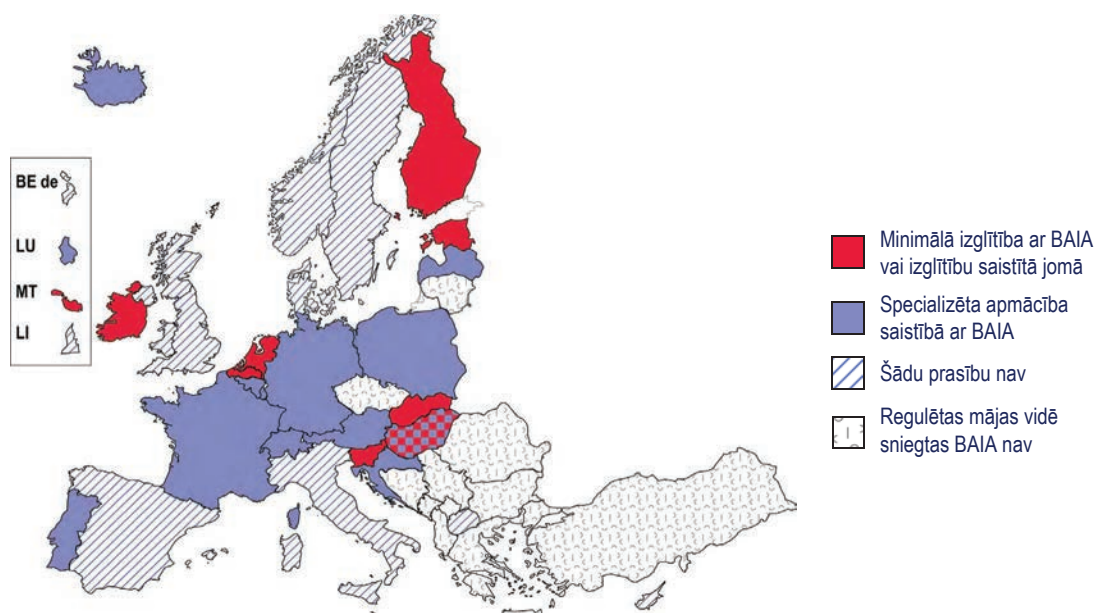 BE de
LU
MT
LI
Minimālā izglītība ar BAIA
vai izglītību saistītā jomā
Specializēta apmācība
saistībā ar BAIA
Šādu prasību nav
Regulētas mājas vidē
sniegtas BAIA nav